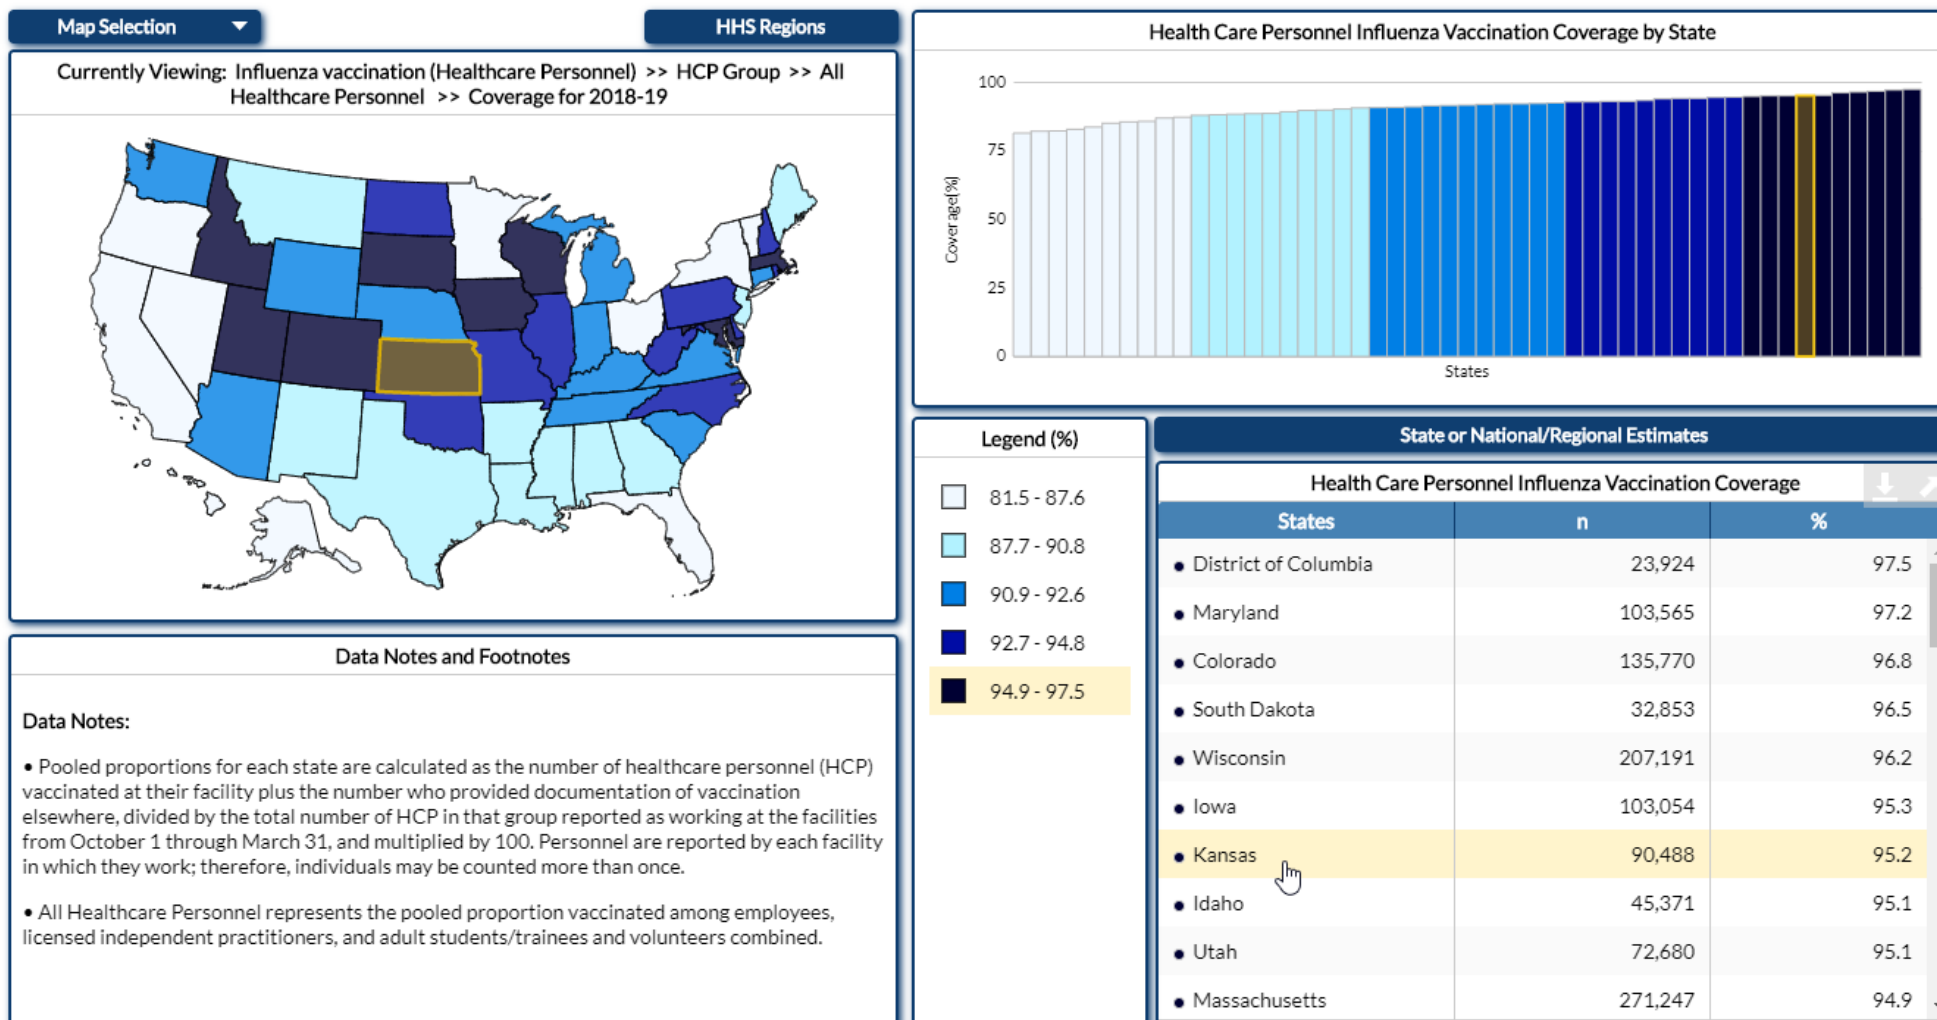 Map Selection
HHS Regions
Currently Viewing: Influenza vaccination (Healthcare Personnel) >> HCP Group >> All
Healthcare Personnel >> Coverage for 2018-19
Health Care Personnel Influenza Vaccination Coverage by State
100
75
50
25
0
Coverage(%)
States
Legend (%)
81.5 - 87.6
87.7 - 90.8
90.9 - 92.6
92.7 - 94.8
94.9 - 97.5
State or National/Regional Estimates
Health Care Personnel Influenza Vaccination Coverage
States n %
• District of Columbia 23,924 97.5
• Maryland 103,565 97.2
• Colorado 135,770 96.8
• South Dakota 32,853 96.5
• Wisconsin 207,191 96.2
• Iowa 103,054 95.3
• Kansas 90,488 95.2
• Idaho 45,371 95.1
• Utah 72,680 95.1
• Massachusetts 271,247 94.9
Data Notes and Footnotes
Data Notes:
• Pooled proportions for each state are calculated as the number of healthcare personnel (HCP)
vaccinated at their facility plus the number who provided documentation of vaccination
elsewhere, divided by the total number of HCP in that group reported as working at the facilities
from October 1 through March 31, and multiplied by 100. Personnel are reported by each facility
in which they work; therefore, individuals may be counted more than once.
• All Healthcare Personnel represents the pooled proportion vaccinated among employees,
licensed independent practitioners, and adult students/trainees and volunteers combined.